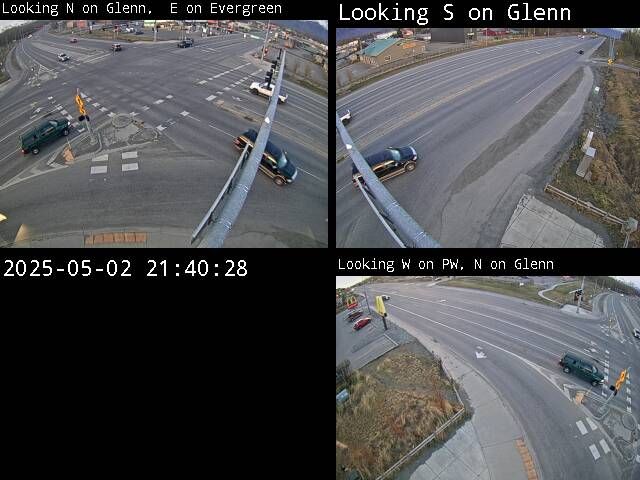 Looking N on Glenn,  E on Evergreen
Looking S on Glenn
2025-05-02 21:40:28
Looking W on PW, N on Glenn